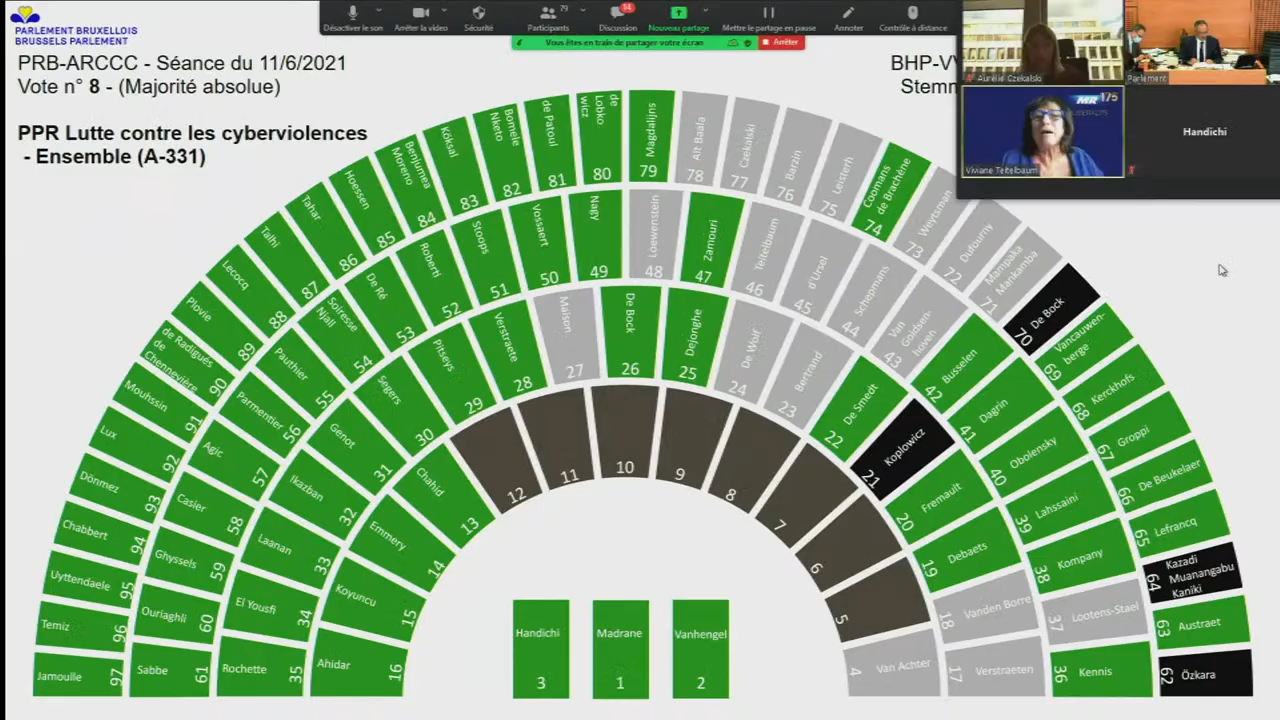 PARLEMENT BRUXELLOIS
BRUSSELS PARLEMENT
79
14
Désactiver le son
Arrêter la video
Sécurité
Participants
Discussion
Nouveau partage
Mettre le partage en pause
Annoter
Contrôle à distance
Vous êtes en train de partager votre écran
Arrêter
Aurélie Czekalski
Parlement
MR
175
Viviane Teitelbaum
Handichi
PRB-ARCCC - Séance du 11/6/2021
Vote n° 8 - (Majorité absolue)
BHP-V
Stemn
PPR Lutte contre les cyberviolences
- Ensemble (A-331)
Jamoulle 97
Temiz 96
Uyttendaele 95
Chabbert 94
Dönmez 93
Lux 92
Mouhssin 91
de Radiguès de Chennevière 90
Plovie 89
Lecocq 88
Talhi 87
Tahar 86
Hoessen 85
Benjumea Moreno 84
Köksal 83
Bomele Nketo 82
de Patoul 81
de Lobkowicz 80
Magdalijns 79
Aït Baala 78
Czekalski 77
Barzin 76
Leisterh 75
Coomans de Brachène 74
Weytsman 73
Dufourny 72
Mampaka Mankamba 71
De Bock 70
Vancauwenberge 69
Kerckhofs 68
Groppi 67
De Beukelaer 66
Lefrancq 65
Kazadi Muanangabu Kaniki 64
Austraet 63
Özkara 62
Sabbe 61
Ouriaghli 60
Ghyssels 59
Casier 58
Agic 57
Parmentier 56
Pauthier 55
Soiresse Njall 54
De Ré 53
Roberti 52
Stoops 51
Vossaert 50
Nagy 49
Loewenstein 48
Zamouri 47
Teitelbaum 46
d'Ursel 45
Schepmans 44
Van Goidsen-hoven 43
Busselen 42
Dagrin 41
Obolensky 40
Lahssaini 39
Kompany 38
Lootens-Stael 37
Kennis 36
Rochette 35
El Yousfi 34
Laanan 33
Ikazban 32
Genot 31
Segers 30
Pitseys 29
Verstraete 28
Maison 27
De Bock 26
Dejonghe 25
De Wolf 24
Bertrand 23
De Smedt 22
Koplowicz 21
Fremault 20
Debaets 19
Vanden Borre 18
Verstraeten 17
Ahidar 16
Koyuncu 15
Emmery 14
Chahid 13
12
11
10
9
8
7
6
5
Van Achter 4
Handichi 3
Madrane 1
Vanhengel 2